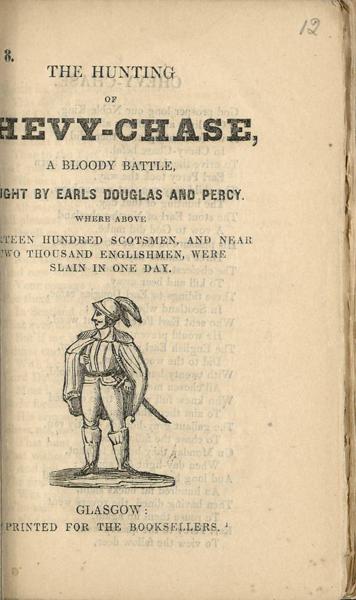 12
8.
THE HUNTING
OF
HEVY-CHASE,
A BLOODY BATTLE,
UGHT BY EARLS DOUGLAS AND PERCY.
WHERE ABOVE
TEEN HUNDRED SCOTSMEN, AND NEAR
TWO THOUSAND ENGLISHMEN, WERE
SLAIN IN ONE DAY.
GLASGOW:
PRINTED FOR THE BOOKSELLERS.